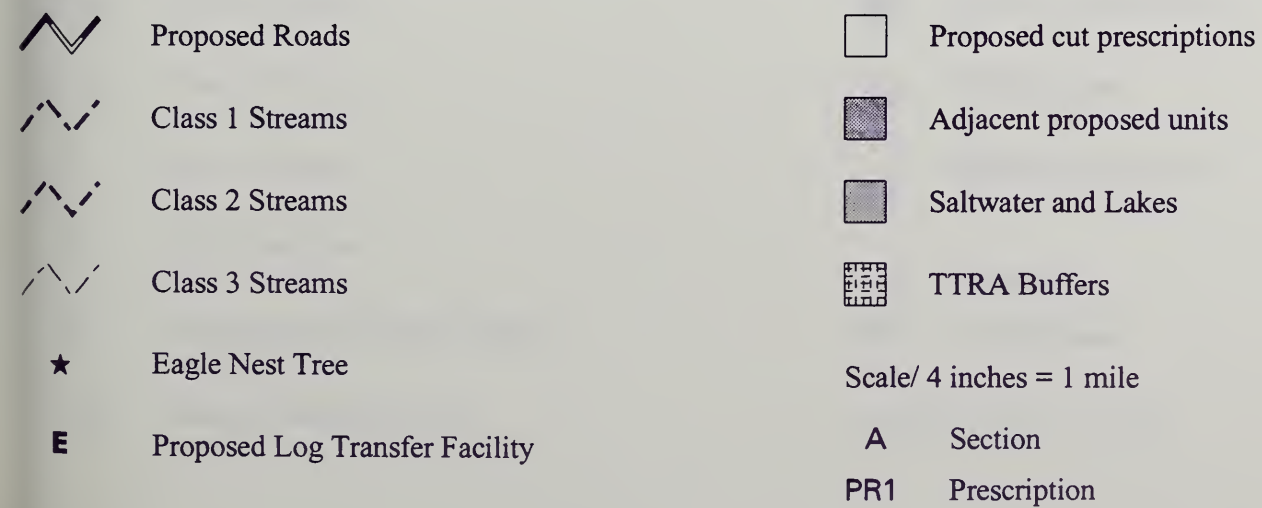 Proposed Roads
Class 1 Streams
Class 2 Streams
Class 3 Streams
★ Eagle Nest Tree
E Proposed Log Transfer Facility
Proposed cut prescriptions
Adjacent proposed units
Saltwater and Lakes
TTRA Buffers
Scale/ 4 inches = 1 mile
A Section
PR1 Prescription